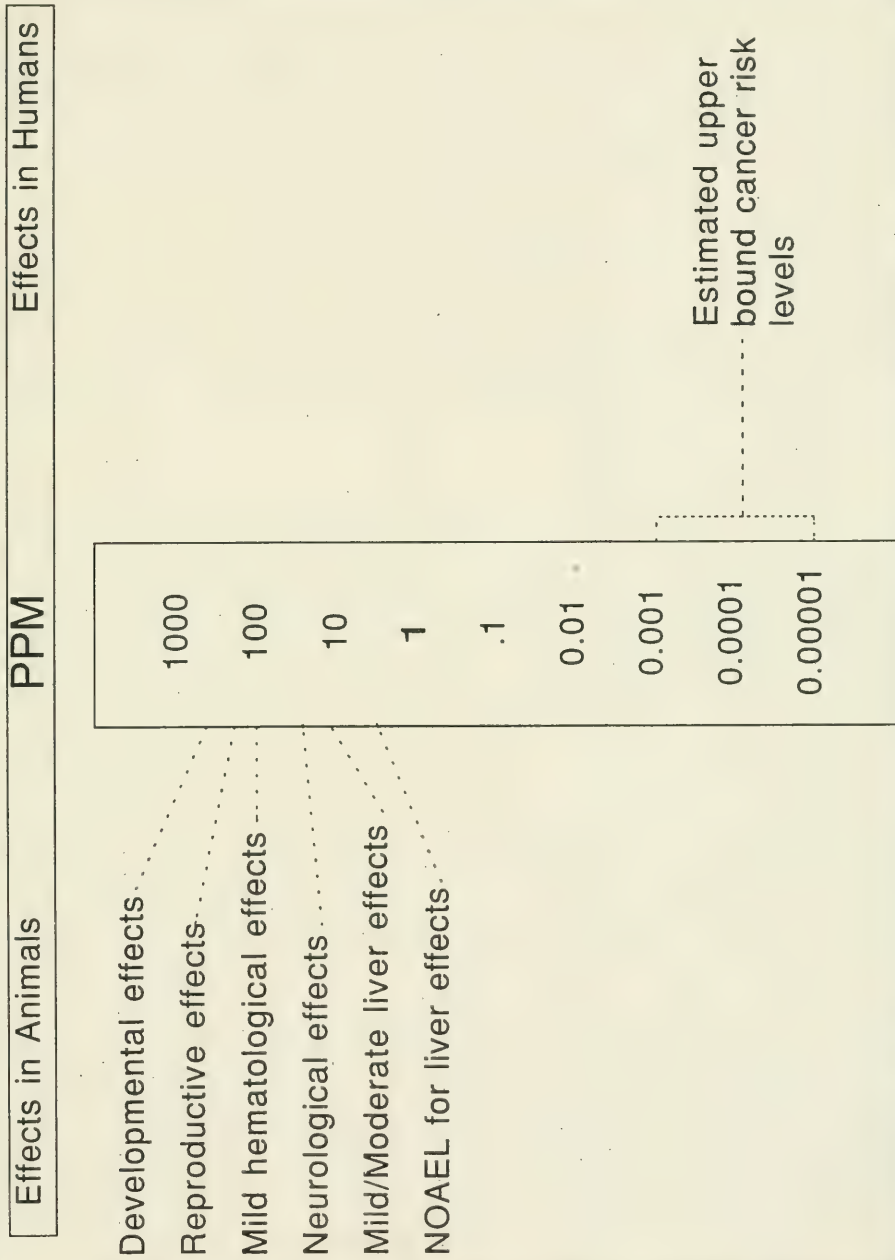 Effects in Animals PPM Effects in Humans
Developmental effects
Reproductive effects
Mild hematological effects
Neurological effects
Mild/Moderate liver effects
NOAEL for liver effects
1000
100
10
1
.1
0.01
0.001
0.0001
0.00001
Estimated upper
bound cancer risk
levels